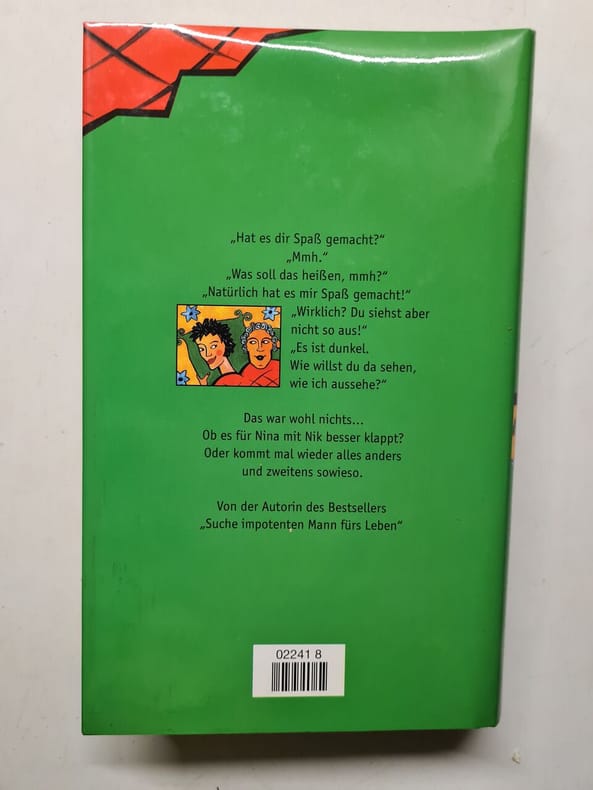 „Hat es dir Spaß gemacht?“
„Mmh.“
„Was soll das heißen, mmh?“
„Natürlich hat es mir Spaß gemacht!“
„Wirklich? Du siehst aber
nicht so aus!“
„Es ist dunkel.
Wie willst du da sehen,
wie ich aussehe?“
Das war wohl nichts...
Ob es für Nina mit Nik besser klappt?
Oder kommt mal wieder alles anders
und zweitens sowieso.
Von der Autorin des Bestsellers
„Suche impotenten Mann fürs Leben“
02241 8